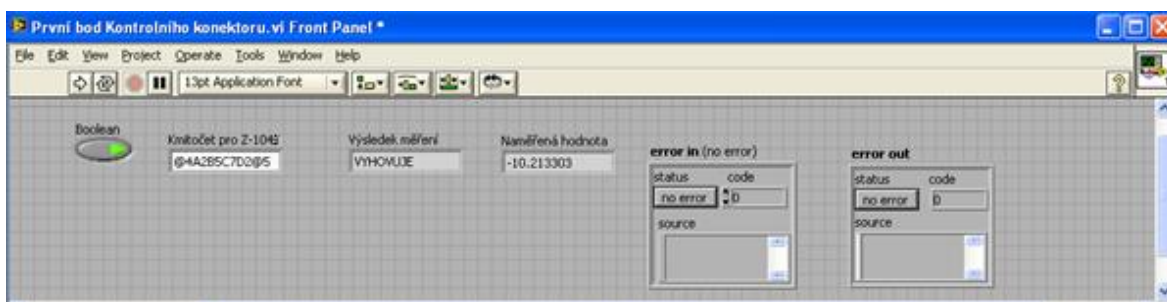 První bod Kontrolního konektoru.vi Front Panel *
File Edit View Project Operate Tools Window Help
13pt Application Font
Boolean
Kmitočet pro Z-104š
@4A2B5C7D2@5
Výsledek měření
VYHOVUJE
Naměřená hodnota
-10.213303
error in (no error)
status code
no error 0
source
error out
status code
no error 0
source